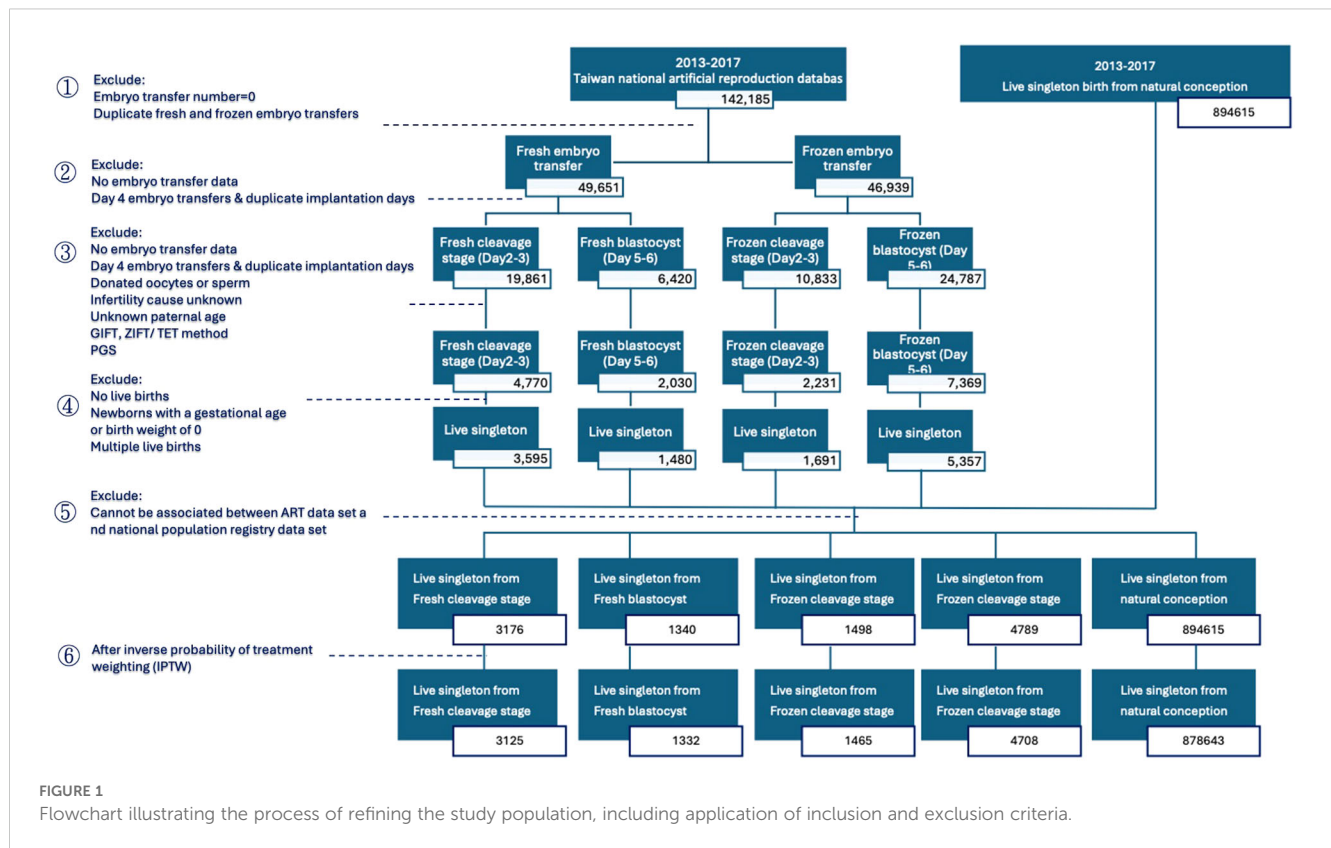 ①
Exclude:
Embryo transfer number=0
Duplicate fresh and frozen embryo transfers
2013-2017
Taiwan national artificial reproduction databas
142,185
2013-2017
Live singleton birth from natural conception
894615
②
Exclude:
No embryo transfer data
Day 4 embryo transfers & duplicate implantation days
Fresh embryo
transfer
49,651
Frozen embryo
transfer
46,939
③
Exclude:
No embryo transfer data
Day 4 embryo transfers & duplicate implantation days
Donated oocytes or sperm
Infertility cause unknown
Unknown paternal age
GIFT, ZIFT/ TET method
PGS
Fresh cleavage
stage (Day2-3)
19,861
Fresh blastocyst
(Day 5-6)
6,420
Frozen cleavage
stage (Day2-3)
10,833
Frozen
blastocyst (Day
5-6)
24,787
Fresh cleavage
stage (Day2-3)
4,770
Fresh blastocyst
(Day 5-6)
2,030
Frozen cleavage
stage (Day2-3)
2,231
Frozen
blastocyst (Day
5-6)
7,369
④
Exclude:
No live births
Newborns with a gestational age
or birth weight of 0
Multiple live births
Live singleton
3,595
Live singleton
1,480
Live singleton
1,691
Live singleton
5,357
⑤
Exclude:
Cannot be associated between ART data set a
nd national population registry data set
Live singleton from
Fresh cleavage stage
3176
Live singleton from
Fresh blastocyst
1340
Live singleton from
Frozen cleavage stage
1498
Live singleton from
Frozen cleavage stage
4789
Live singleton from
natural conception
894615
⑥
After inverse probability of treatment
weighting (IPTW)
Live singleton from
Fresh cleavage stage
3125
Live singleton from
Fresh blastocyst
1332
Live singleton from
Frozen cleavage stage
1465
Live singleton from
Frozen cleavage stage
4708
Live singleton from
natural conception
878643
FIGURE 1
Flowchart illustrating the process of refining the study population, including application of inclusion and exclusion criteria.